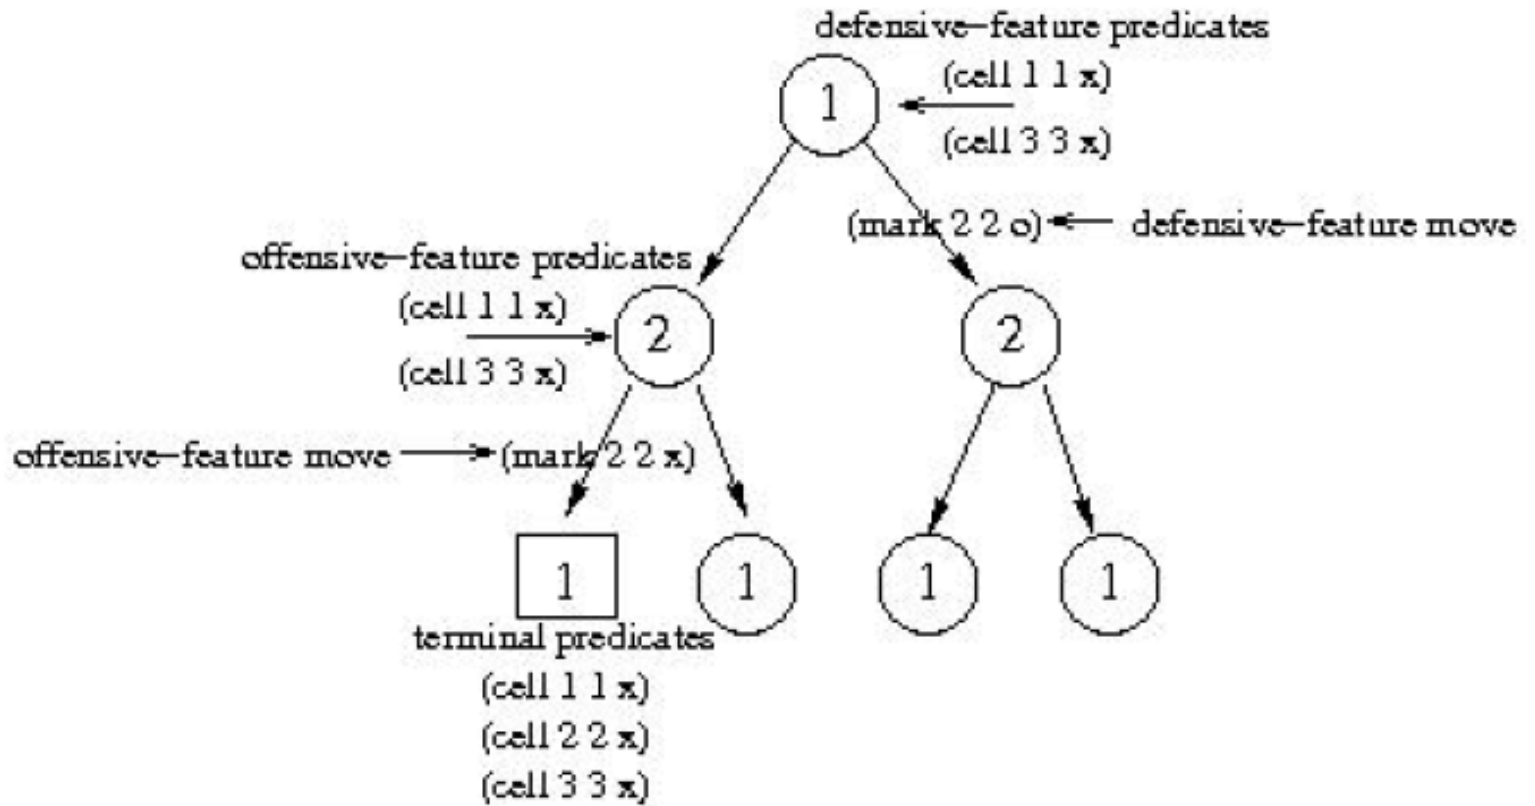 defensive-feature predicates
(cell 1 1 x)
1
(cell 3 3 x)
(mark 2 2 o)
defensive-feature move
offensive-feature predicates
(cell 1 1 x)
2
2
(cell 3 3 x)
offensive-feature move
(mark 2 2 x)
1
1
1
1
terminal predicates
(cell 1 1 x)
(cell 2 2 x)
(cell 3 3 x)